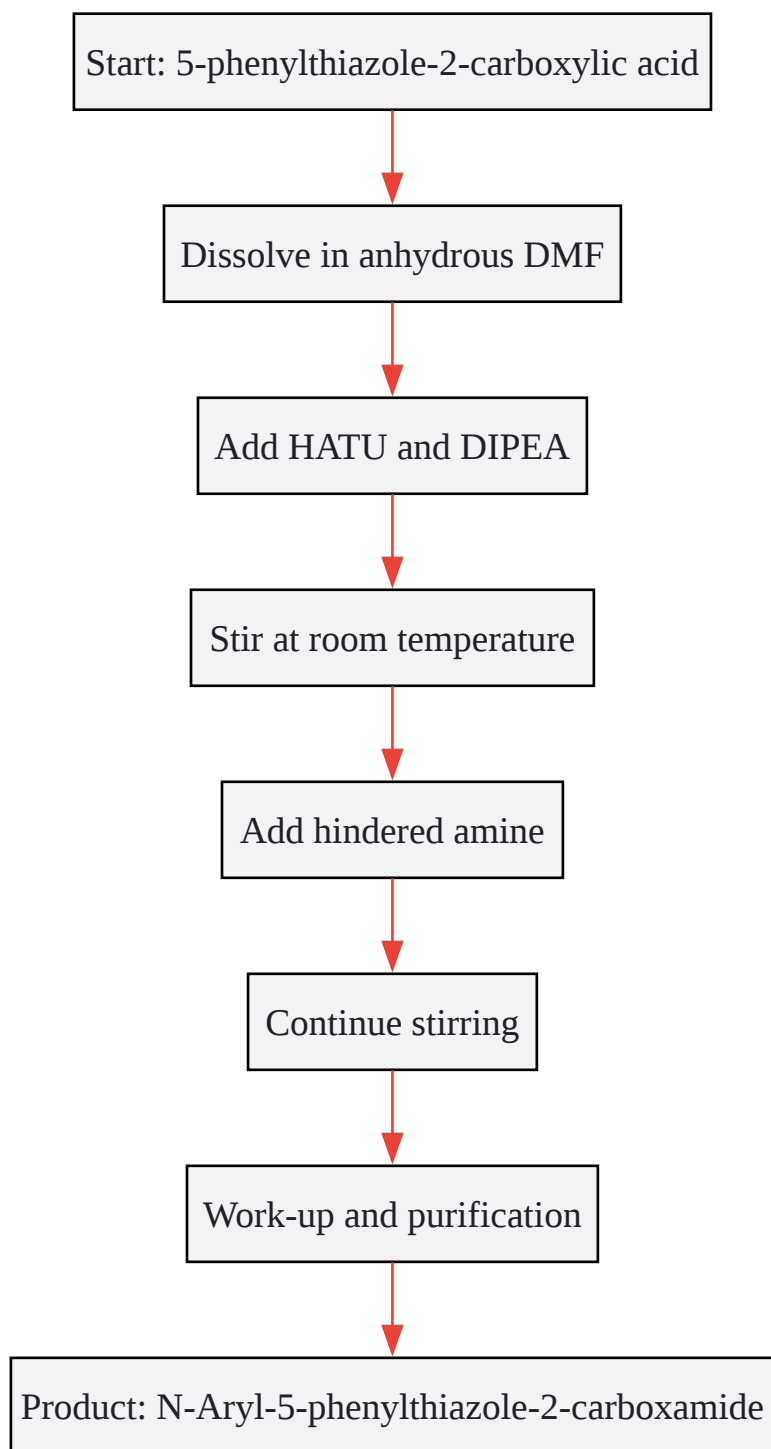 Start: 5-phenylthiazole-2-carboxylic acid
Dissolve in anhydrous DMF
Add HATU and DIPEA
Stir at room temperature
Add hindered amine
Continue stirring
Work-up and purification
Product: N-Aryl-5-phenylthiazole-2-carboxamide